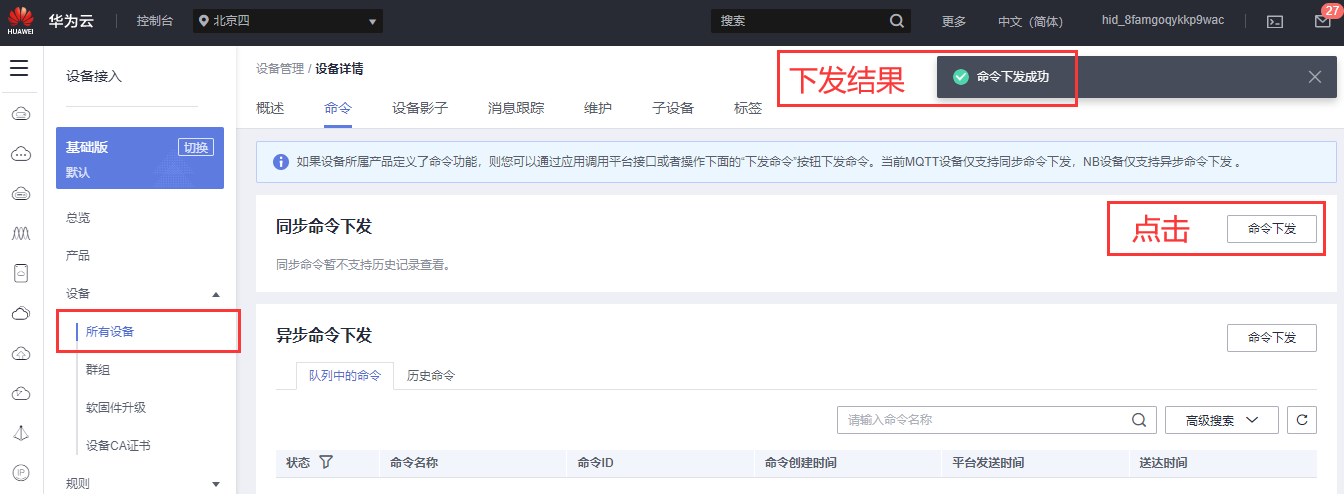 HUAWEI
华为云
控制台
北京四
搜索
更多
中文（简体）
hid_8famgoqykkp9wac
27
设备接入
基础版
切换
默认
总览
产品
设备
所有设备
群组
软固件升级
设备CA证书
规则
IP
设备管理 / 设备详情
下发结果
命令下发成功
概述
命令
设备影子
消息跟踪
维护
子设备
标签
如果设备所属产品定义了命令功能，则您可以通过应用调用平台接口或者操作下面的“下发命令”按钮下发命令。当前MQTT设备仅支持同步命令下发，NB设备仅支持异步命令下发 。
同步命令下发
点击
命令下发
同步命令暂不支持历史记录查看。
异步命令下发
命令下发
队列中的命令
历史命令
请输入命令名称
高级搜索
状态
命令名称
命令ID
命令创建时间
平台发送时间
送达时间